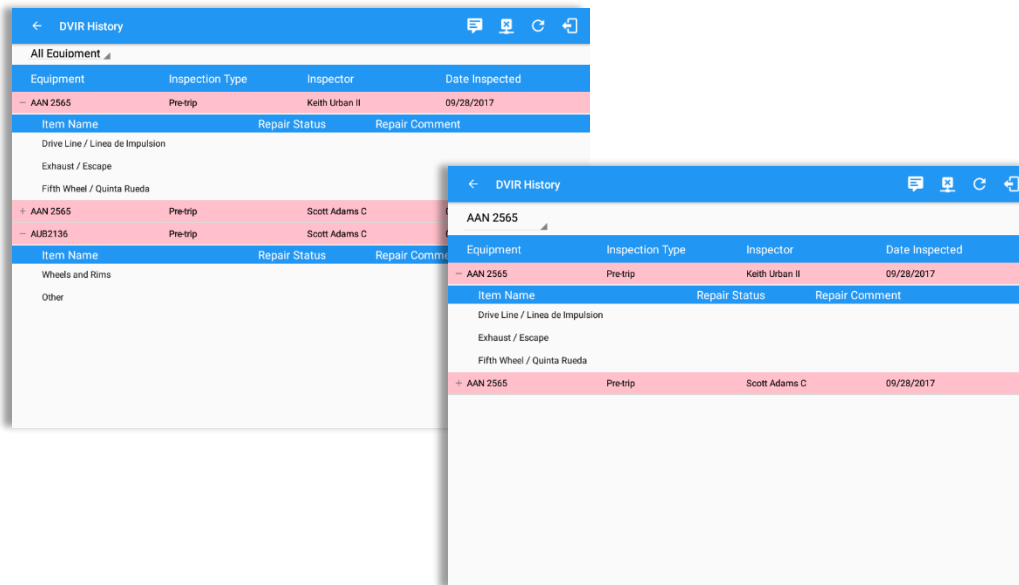 DVIR History
All Equipment
Equipment Inspection Type Inspector Date Inspected
− AAN 2565 Pre-trip Keith Urban II 09/28/2017
Item Name Repair Status Repair Comment
Drive Line / Linea de Impulsion
Exhaust / Escape
Fifth Wheel / Quinta Rueda
+ AAN 2565 Pre-trip Scott Adams C
− AUB2136 Pre-trip Scott Adams C
Item Name Repair Status Repair
Wheels and Rims
Other
DVIR History
AAN 2565
Equipment Inspection Type Inspector Date Inspected
− AAN 2565 Pre-trip Keith Urban II 09/28/2017
Item Name Repair Status Repair Comment
Drive Line / Linea de Impulsion
Exhaust / Escape
Fifth Wheel / Quinta Rueda
+ AAN 2565 Pre-trip Scott Adams C 09/28/2017